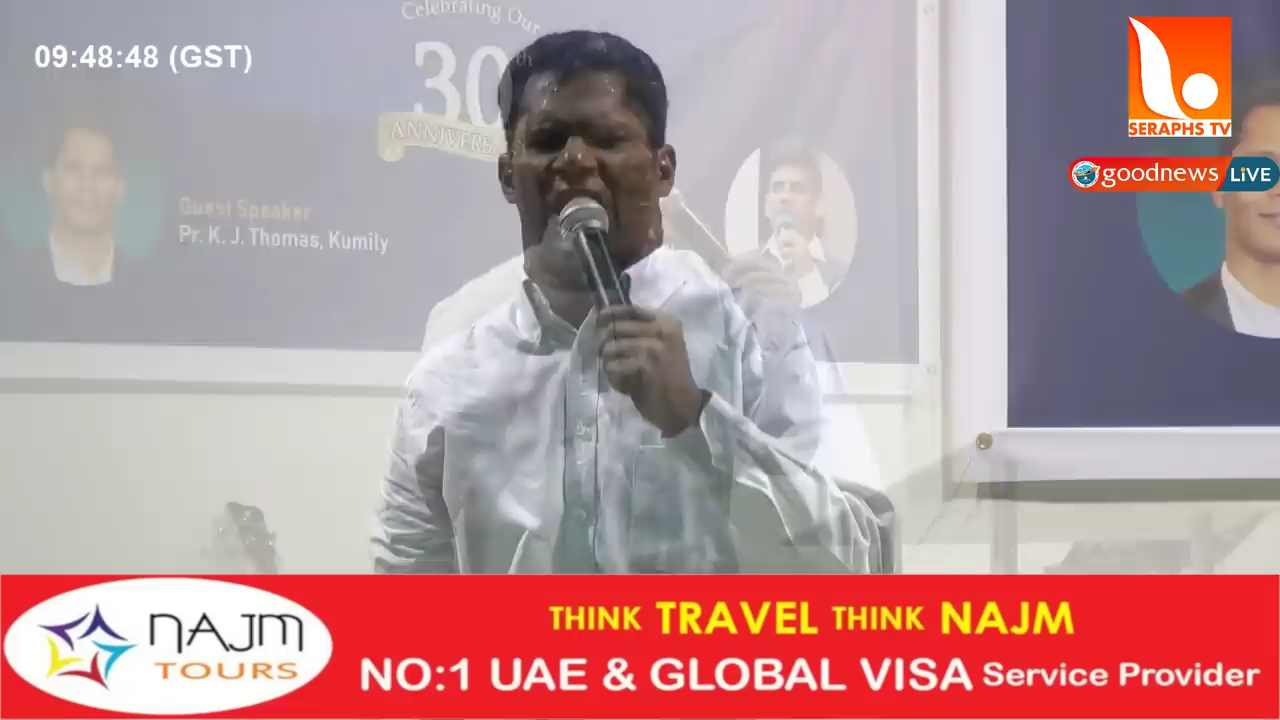 09:48:48 (GST)
Celebrating Our
30th
ANNIVERS
Guest Speaker
Pr. K. J. Thomas, Kumily
SERAPHS TV
goodnews LIVE
NAJM
TOURS
THINK TRAVEL THINK NAJM
NO:1 UAE & GLOBAL VISA Service Provider